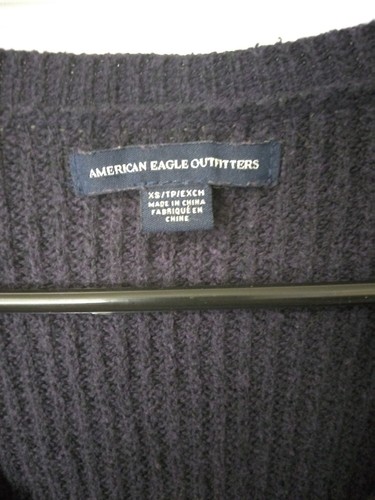 AMERICAN EAGLE OUTFITTERS
XS/TP/EXCH
MADE IN CHINA
FABRIQUÉ EN
CHINE